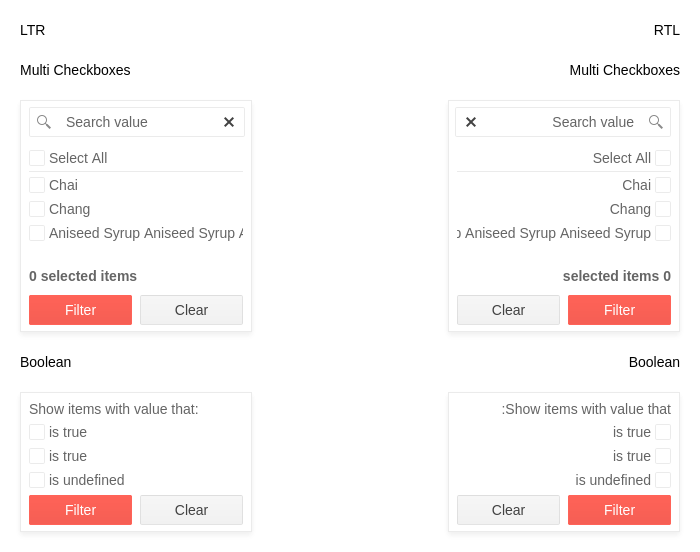 LTR
RTL
Multi Checkboxes
Multi Checkboxes
Search value
Select All
Chai
Chang
Aniseed Syrup Aniseed Syrup
0 selected items
Filter Clear
Search value
Select All
Chai
Chang
Aniseed Syrup Aniseed Syrup
selected items 0
Clear Filter
Boolean
Boolean
Show items with value that:
is true
is true
is undefined
Filter Clear
:Show items with value that
is true
is true
is undefined
Clear Filter